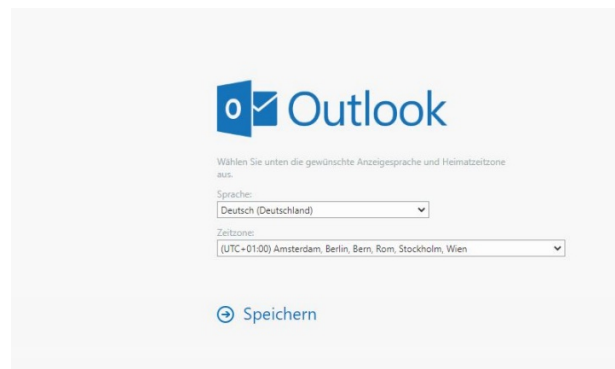 Outlook
Wählen Sie unten die gewünschte Anzeigesprache und Heimatzeitzone
aus.
Sprache:
Deutsch (Deutschland)
Zeitzone:
(UTC+01:00) Amsterdam, Berlin, Bern, Rom, Stockholm, Wien
Speichern